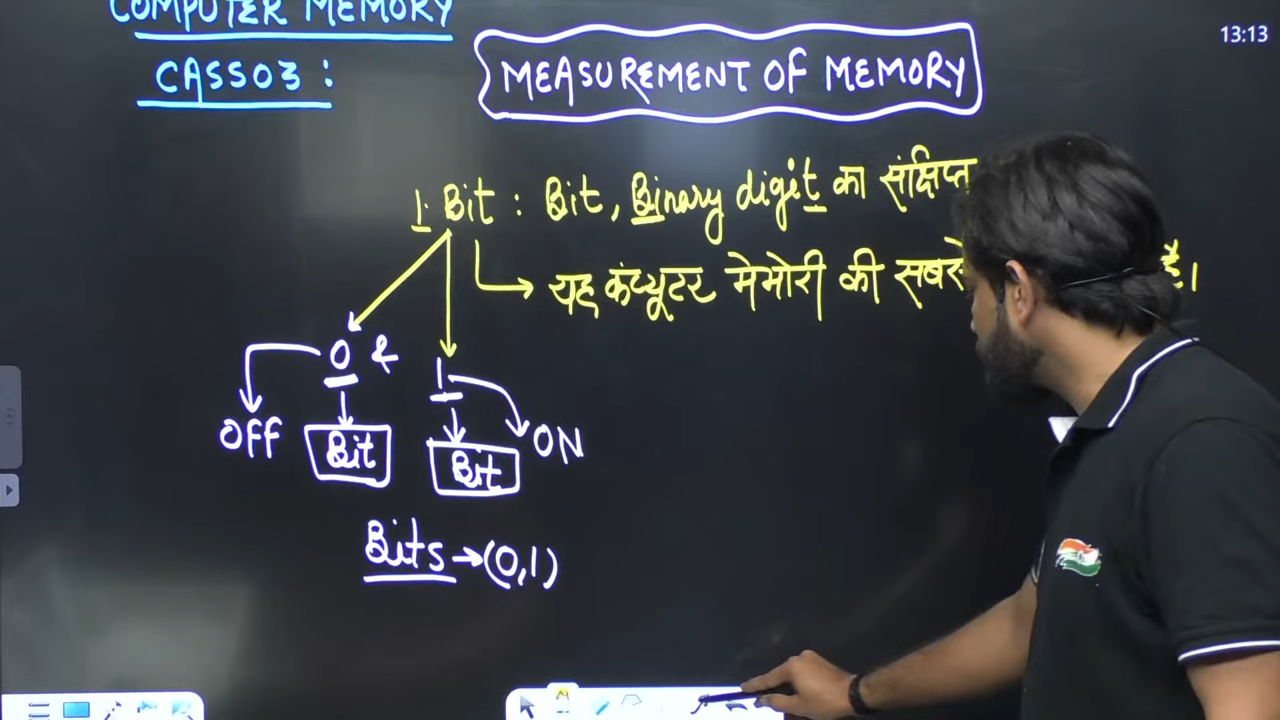 COMPUTER MEMORY
13:13
CASS03 :
MEASUREMENT OF MEMORY
1. Bit : Bit, Binary digit का संक्षिप्त
यह कंप्यूटर मेमोरी की सबसे है।
0 & 1
OFF Bit Bit ON
Bits → (0,1)